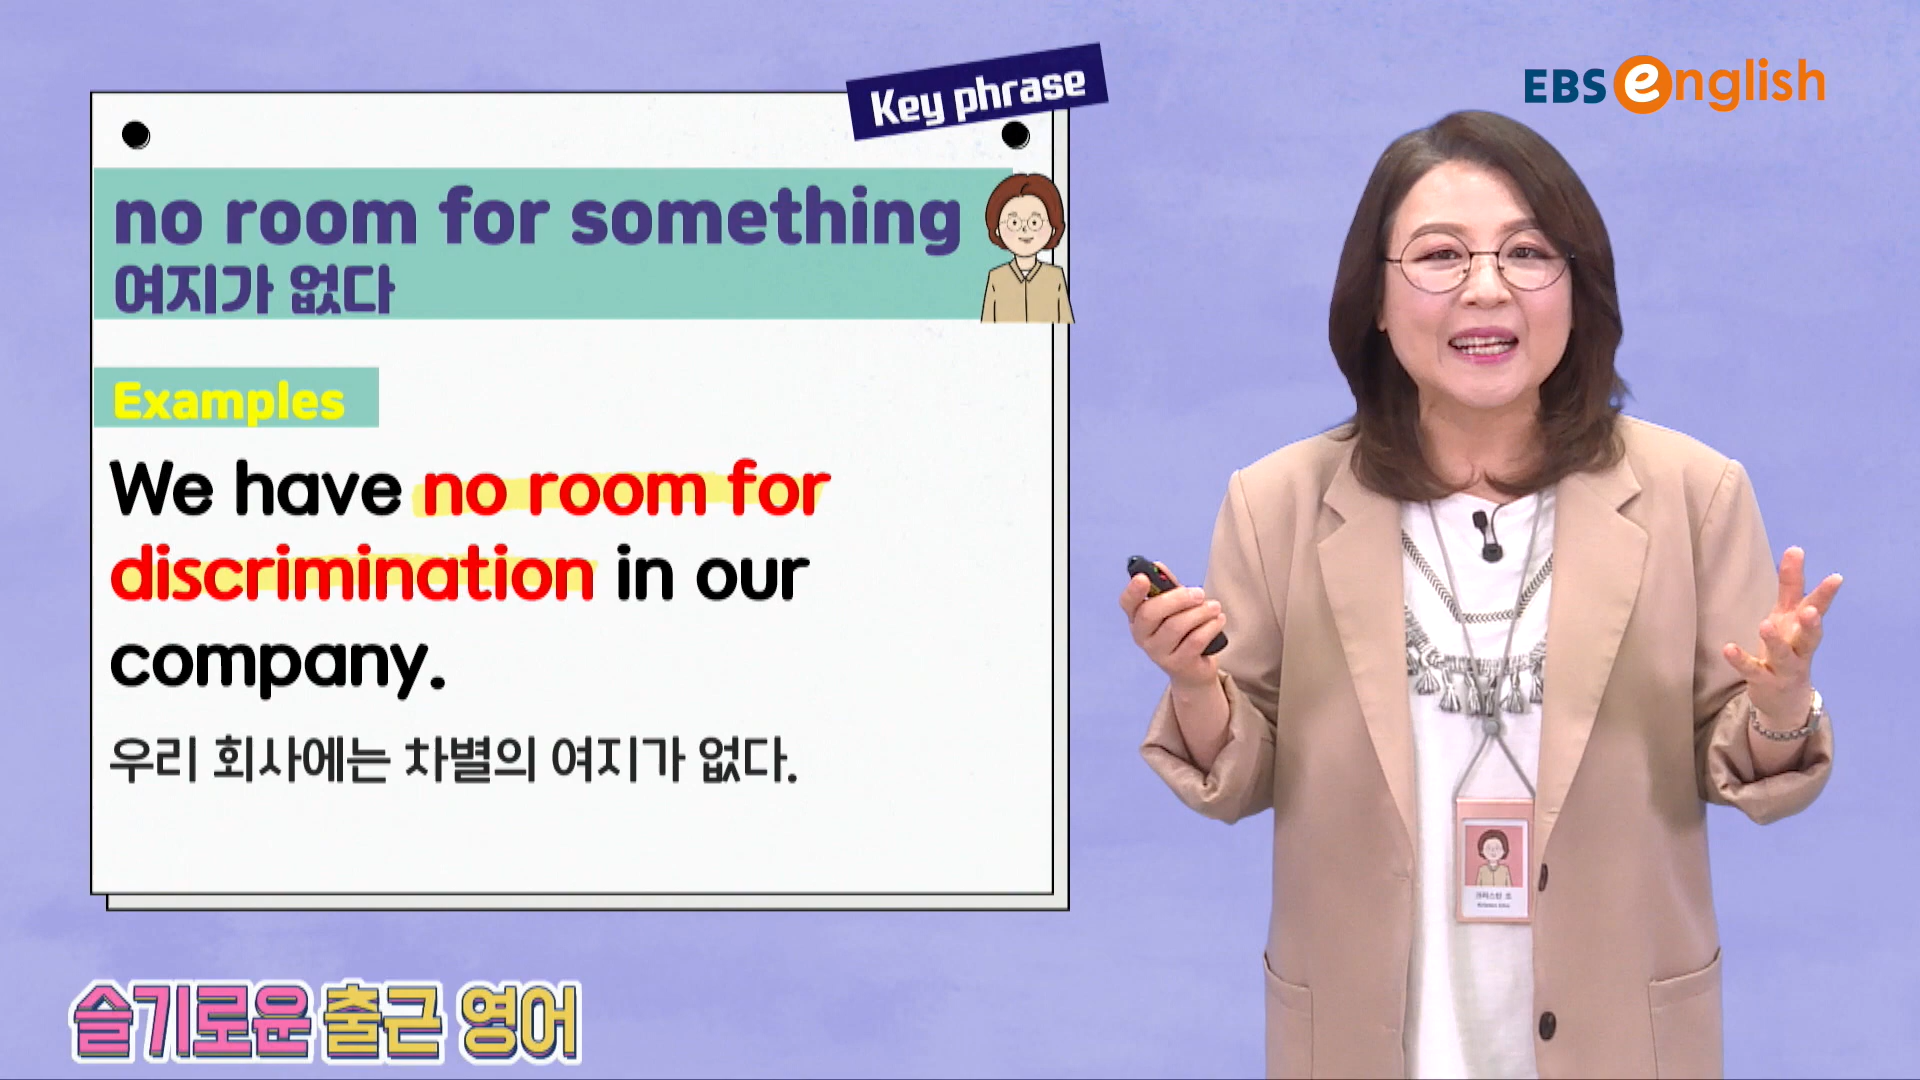 EBS english
Key phrase
no room for something
여지가 없다
Examples
We have no room for
discrimination in our
company.
우리 회사에는 차별의 여지가 없다.
슬기로운 출근 영어